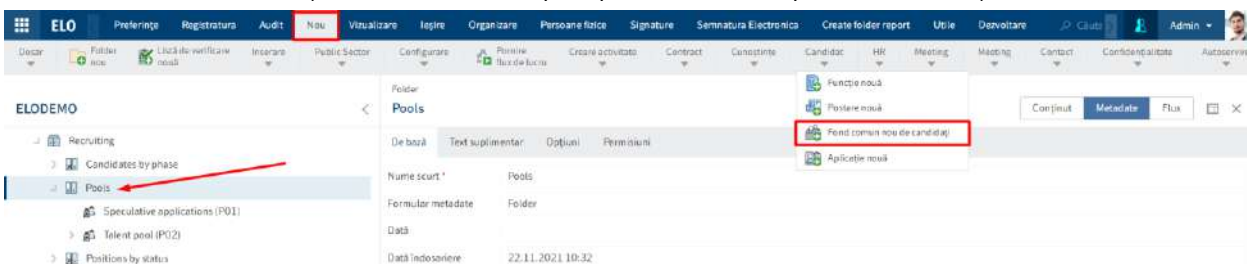 ELO Preferințe Registratura Audit Nou Vizualizare Ieșire Organizare Persoane fizice Signature Semnatura Electronica Create folder report Utile Dezvoltare Căuta Admin
Dosar Folder nou Listă de verificare nouă Inserare Public Sector Configurare Pornire flux de lucru Creare activitate Contract Cunoștințe Candidat HR Meeting Meeting Contact Confidențialitate
Funcție nouă
Postare nouă
Fond comun nou de candidați
Aplicație nouă
ELODEMO
Folder
Pools
Conținut Metadate Flux
Recruiting
Candidates by phase
Pools
Speculative applications (P01)
Talent pool (P02)
Positions by status
De bază Text suplimentar Opțiuni Permisiuni
Nume scurt * Pools
Formular metadate Folder
Dată
Dată îndosariere 22.11.2021 10:32